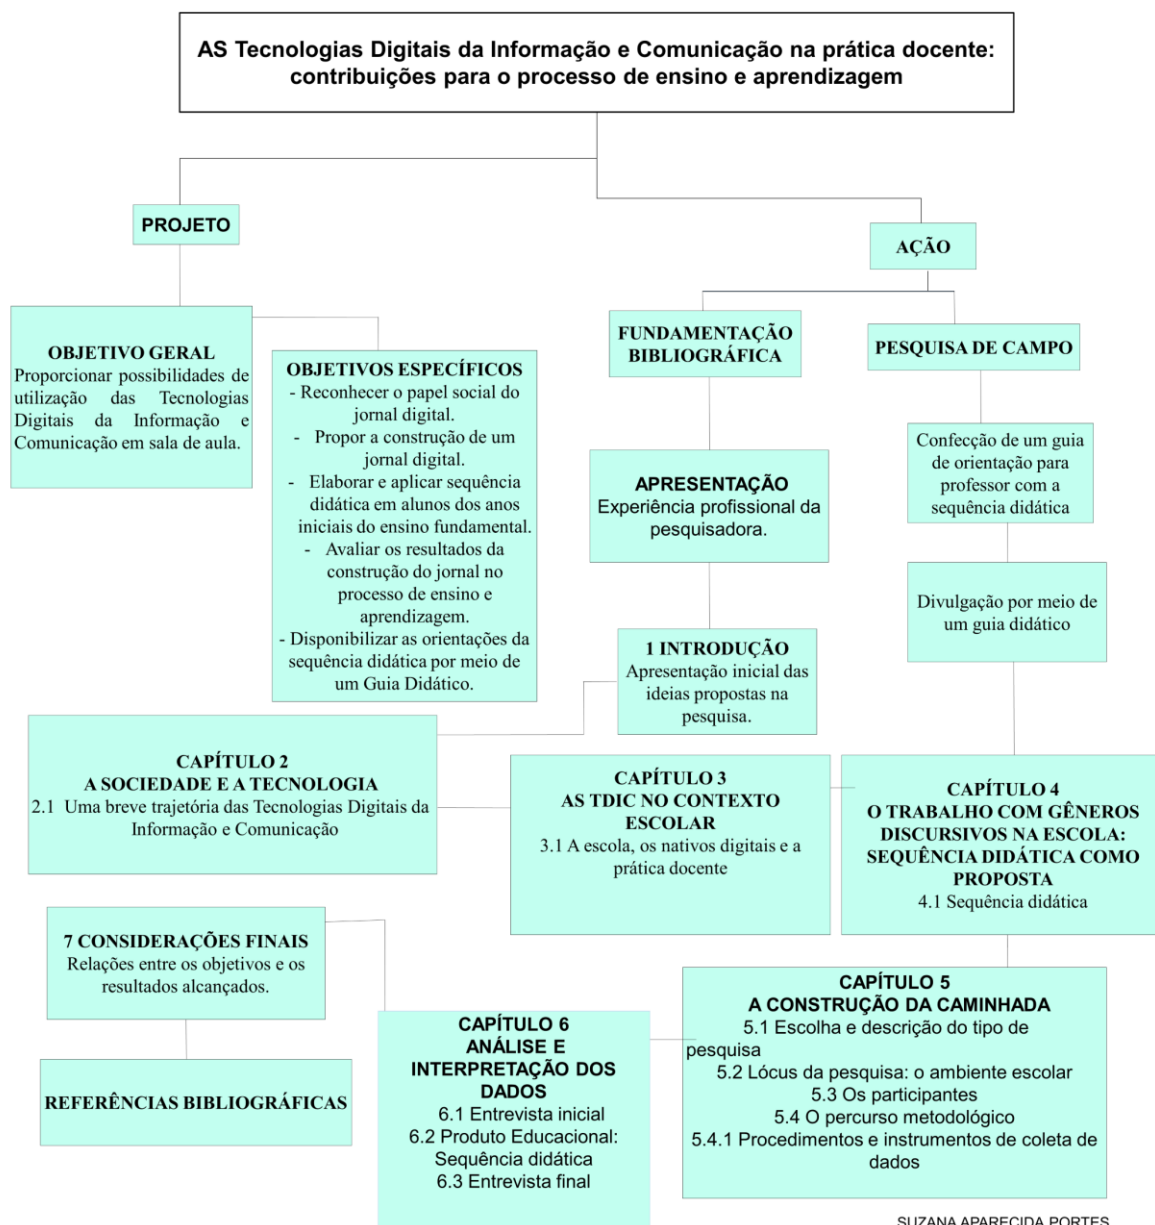 AS Tecnologias Digitais da Informação e Comunicação na prática docente:
contribuições para o processo de ensino e aprendizagem
PROJETO
AÇÃO
OBJETIVO GERAL
Proporcionar possibilidades de
utilização das Tecnologias
Digitais da Informação e
Comunicação em sala de aula.
OBJETIVOS ESPECÍFICOS
- Reconhecer o papel social do
jornal digital.
- Propor a construção de um
jornal digital.
- Elaborar e aplicar sequência
didática em alunos dos anos
iniciais do ensino fundamental.
- Avaliar os resultados da
construção do jornal no
processo de ensino e
aprendizagem.
- Disponibilizar as orientações da
sequência didática por meio de
um Guia Didático.
FUNDAMENTAÇÃO
BIBLIOGRÁFICA
PESQUISA DE CAMPO
APRESENTAÇÃO
Experiência profissional da
pesquisadora.
Confecção de um guia
de orientação para
professor com a
sequência didática
Divulgação por meio de
um guia didático
1 INTRODUÇÃO
Apresentação inicial das
ideias propostas na
pesquisa.
CAPÍTULO 2
A SOCIEDADE E A TECNOLOGIA
2.1 Uma breve trajetória das Tecnologias Digitais da
Informação e Comunicação
CAPÍTULO 3
AS TDIC NO CONTEXTO
ESCOLAR
3.1 A escola, os nativos digitais e a
prática docente
CAPÍTULO 4
O TRABALHO COM GÊNEROS
DISCURSIVOS NA ESCOLA:
SEQUÊNCIA DIDÁTICA COMO
PROPOSTA
4.1 Sequência didática
CAPÍTULO 5
A CONSTRUÇÃO DA CAMINHADA
5.1 Escolha e descrição do tipo de
pesquisa
5.2 Lócus da pesquisa: o ambiente escolar
5.3 Os participantes
5.4 O percurso metodológico
5.4.1 Procedimentos e instrumentos de coleta de
dados
CAPÍTULO 6
ANÁLISE E
INTERPRETAÇÃO DOS
DADOS
6.1 Entrevista inicial
6.2 Produto Educacional:
Sequência didática
6.3 Entrevista final
7 CONSIDERAÇÕES FINAIS
Relações entre os objetivos e os
resultados alcançados.
REFERÊNCIAS BIBLIOGRÁFICAS
SUZANA APARECIDA PORTES